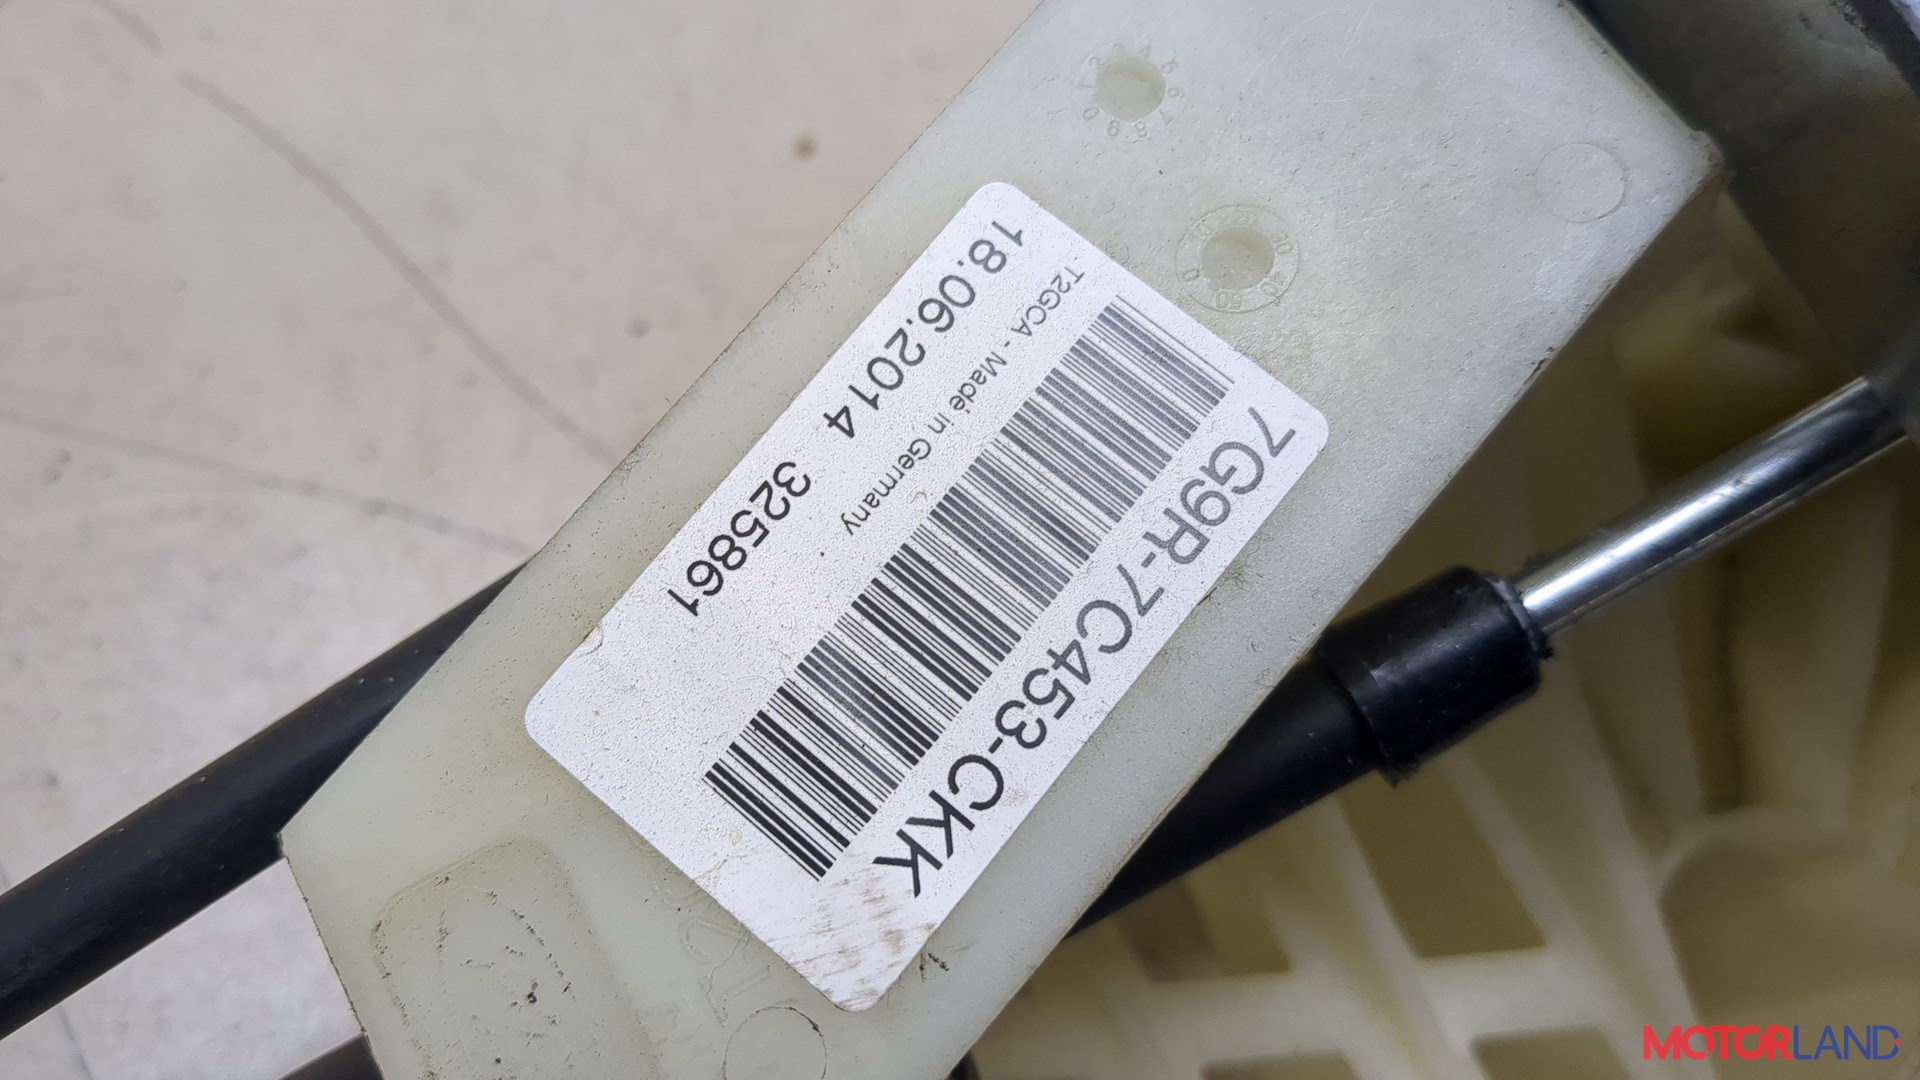 7G9R-7C453-CKK
T2GCA - Made in Germany
18.06.2014 325861
MOTORLAND